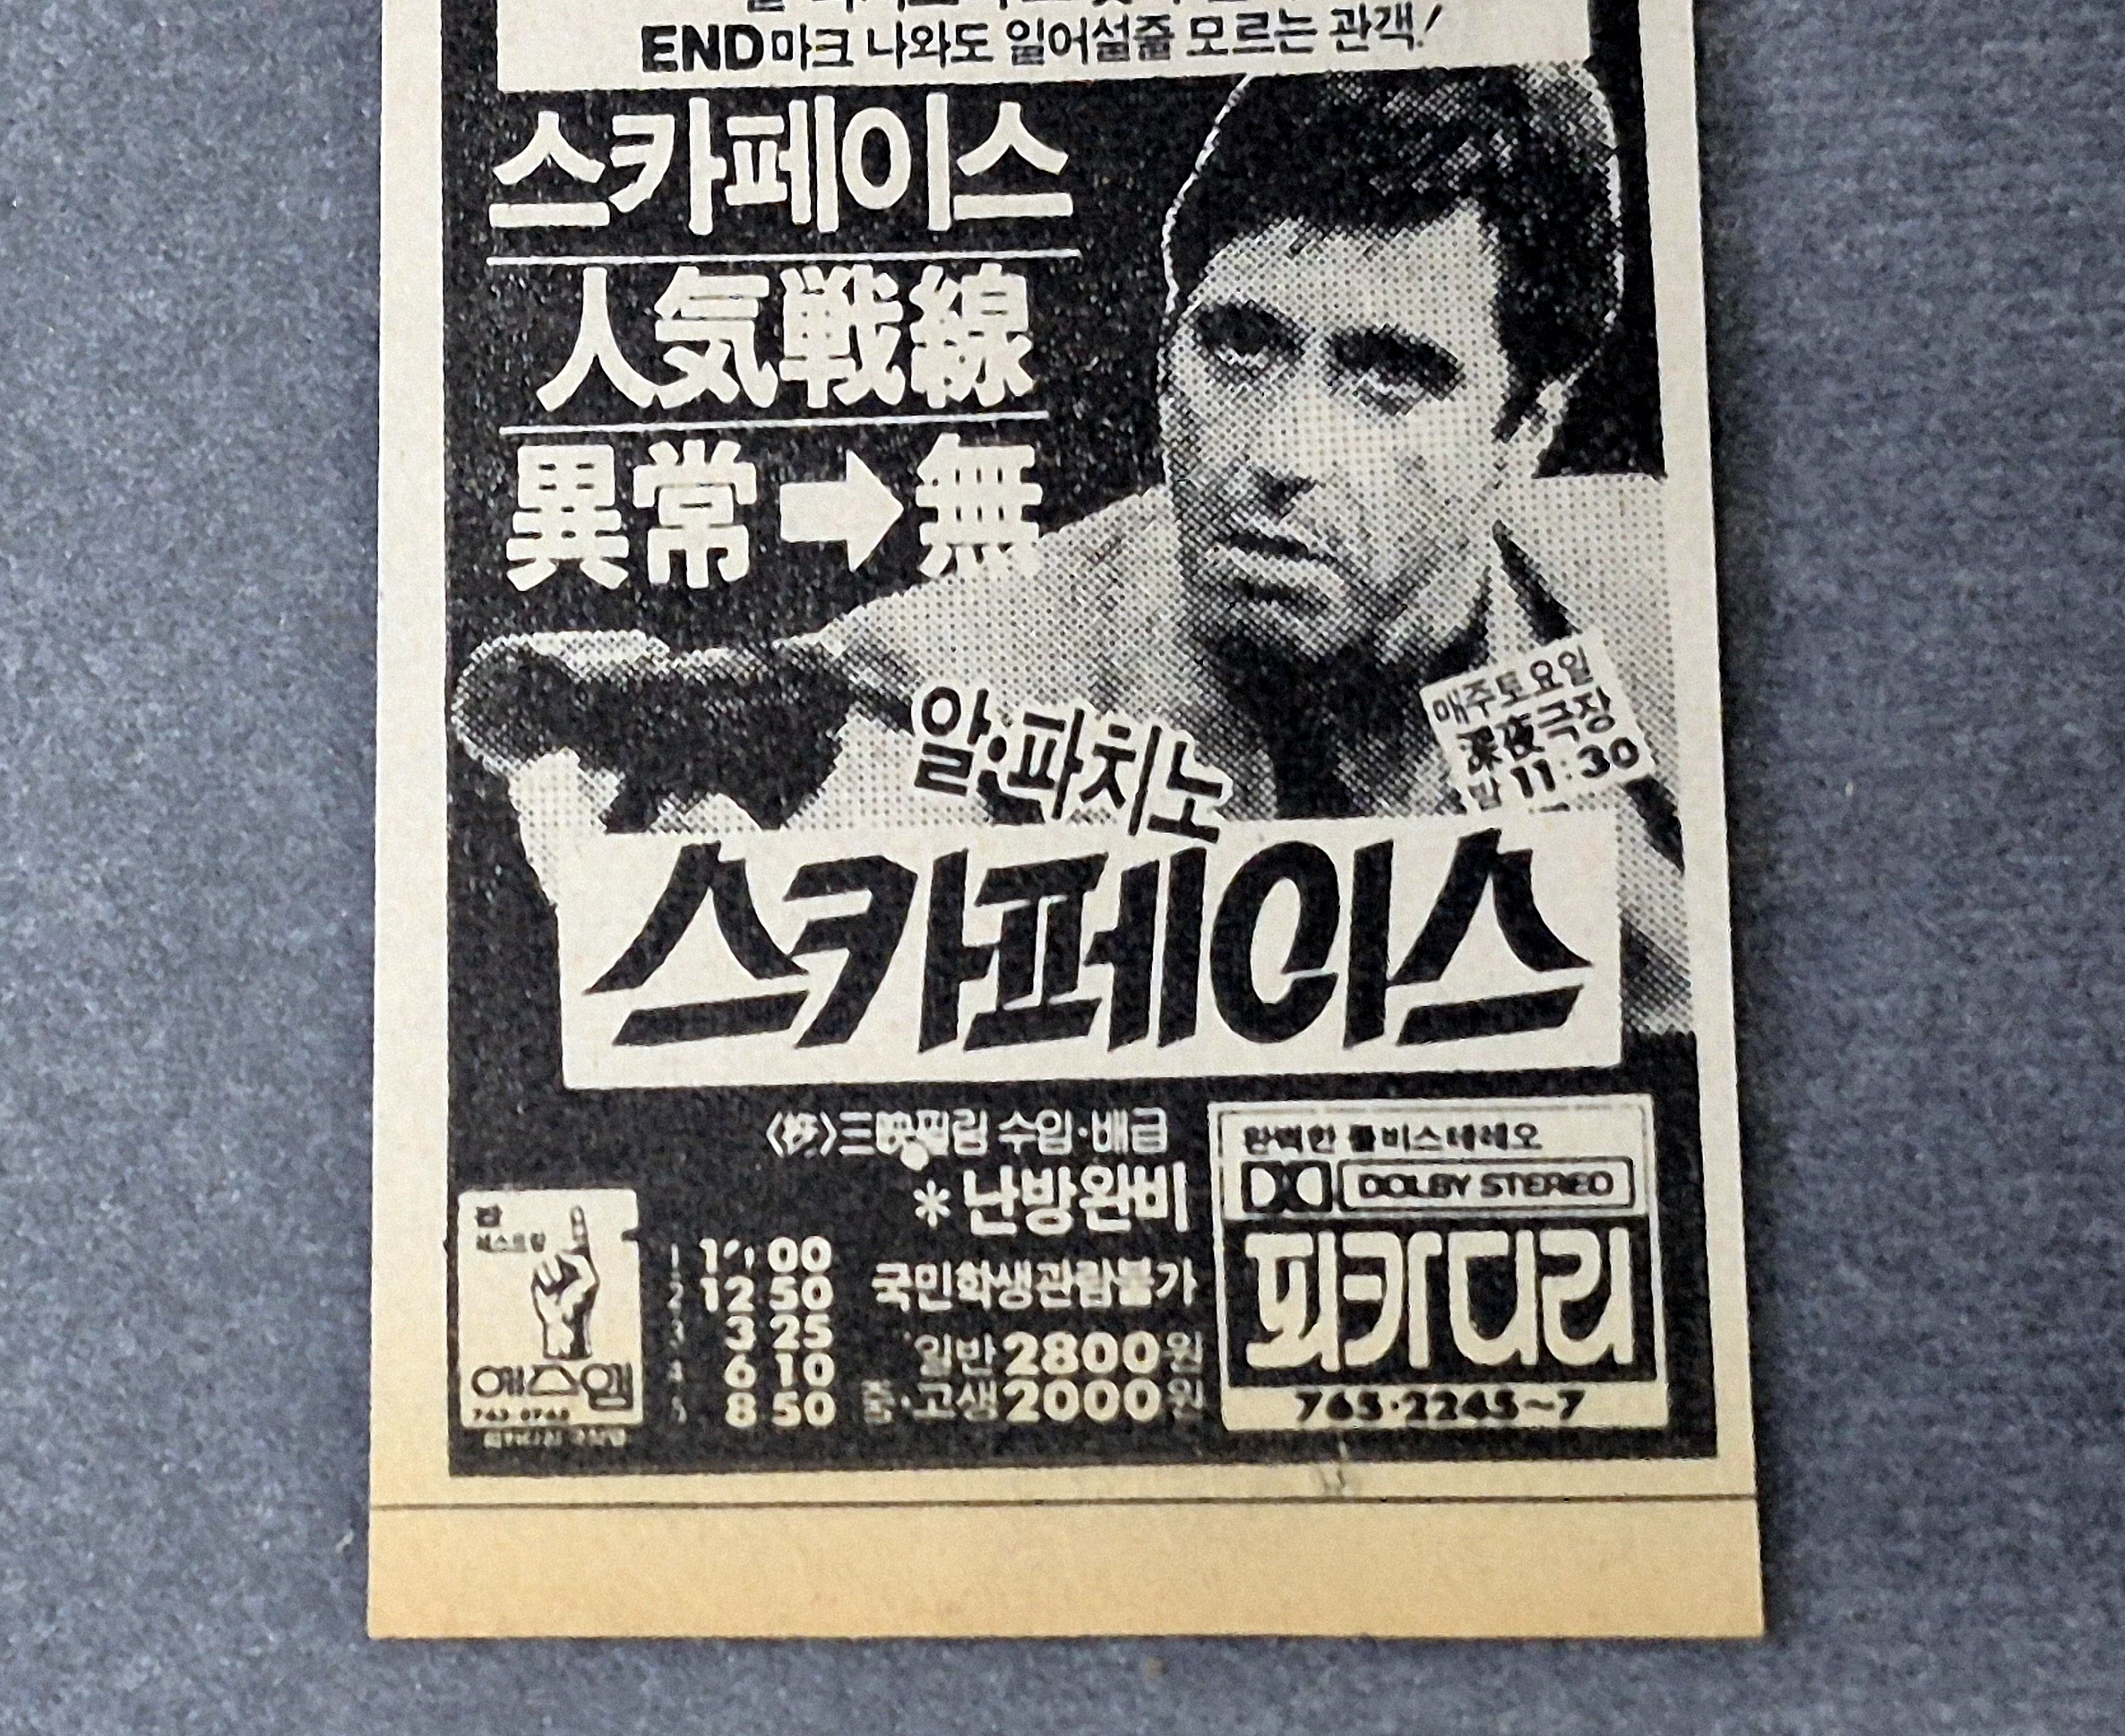 END마크 나와도 일어설줄 모르는 관객!
스카페이스
人気戦線
異常→無
알·파치노
매주토요일
深夜극장
밤 11:30
스카페이스
〈株〉三映필림 수입·배급
*난방완비
국민학생관람불가
일반 2800원
중·고생 2000원
1
2 12 50
3 3 25
4 6 10
5 8 50
에스엠
완벽한 돌비스테레오
DOLBY STEREO
피카디리
765·2245~7